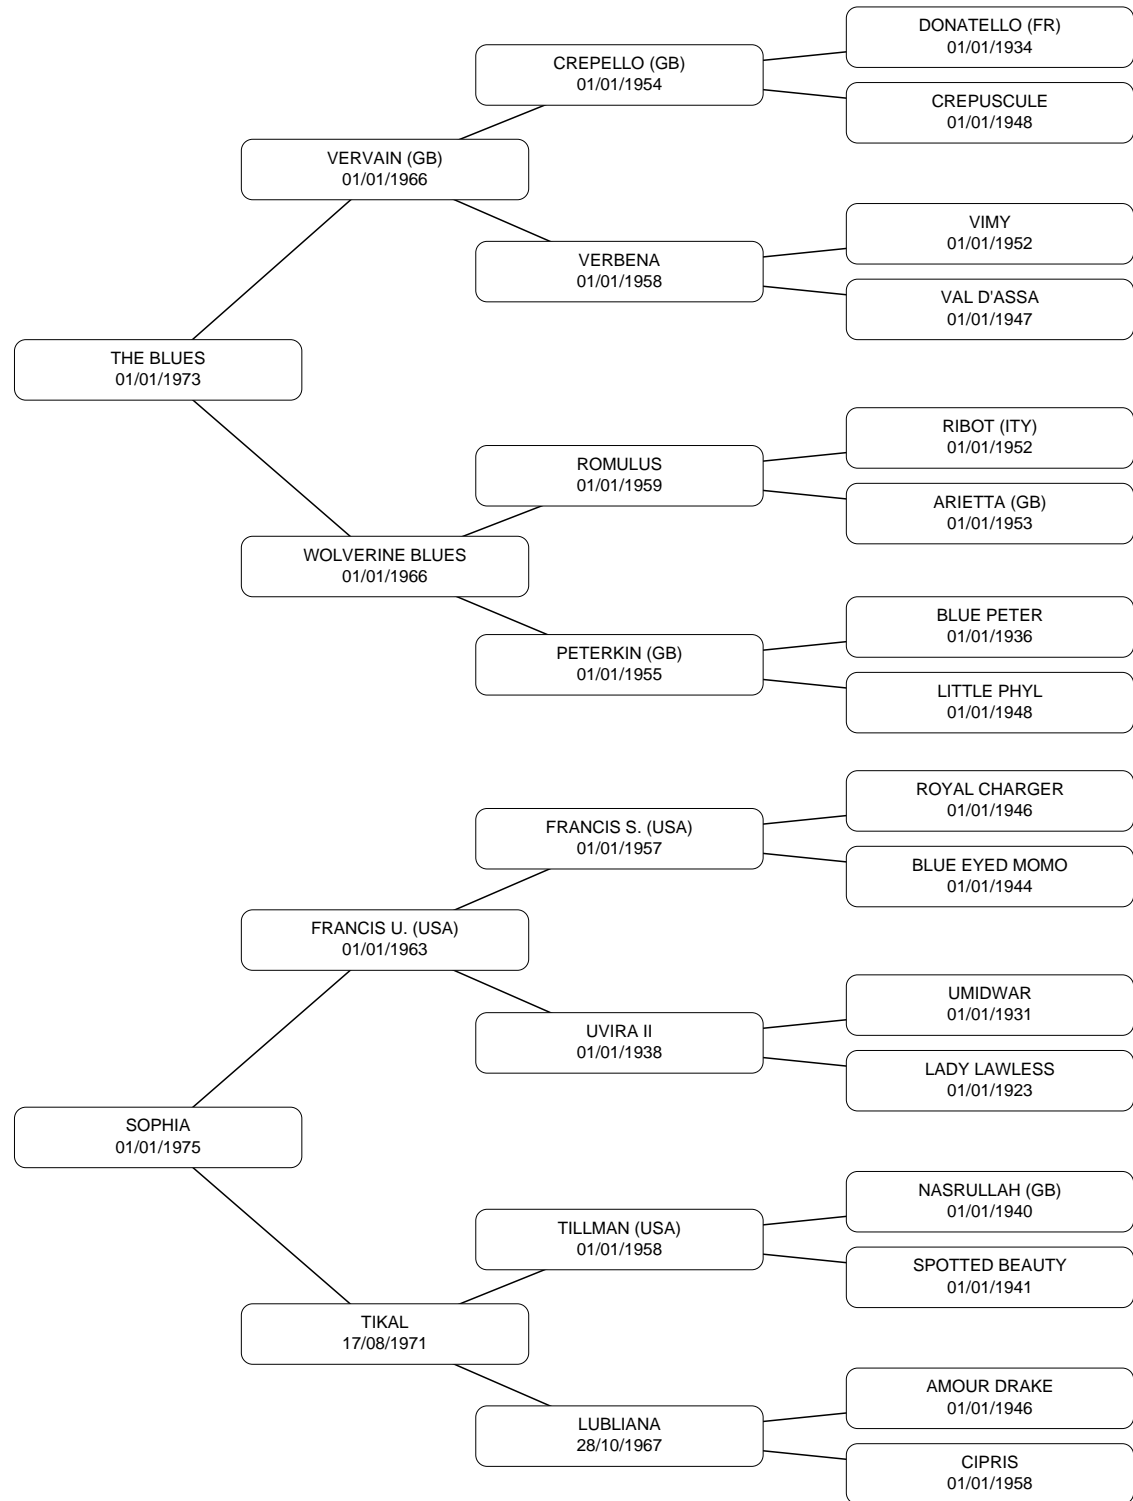 DONATELLO (FR)
01/01/1934
CREPELLO (GB)
01/01/1954
CREPUSCULE
01/01/1948
VERVAIN (GB)
01/01/1966
VIMY
01/01/1952
VERBENA
01/01/1958
VAL D'ASSA
01/01/1947
THE BLUES
01/01/1973
RIBOT (ITY)
01/01/1952
ROMULUS
01/01/1959
ARIETTA (GB)
01/01/1953
WOLVERINE BLUES
01/01/1966
BLUE PETER
01/01/1936
PETERKIN (GB)
01/01/1955
LITTLE PHYL
01/01/1948
ROYAL CHARGER
01/01/1946
FRANCIS S. (USA)
01/01/1957
BLUE EYED MOMO
01/01/1944
FRANCIS U. (USA)
01/01/1963
UMIDWAR
01/01/1931
UVIRA II
01/01/1938
LADY LAWLESS
01/01/1923
SOPHIA
01/01/1975
NASRULLAH (GB)
01/01/1940
TILLMAN (USA)
01/01/1958
SPOTTED BEAUTY
01/01/1941
TIKAL
17/08/1971
AMOUR DRAKE
01/01/1946
LUBLIANA
28/10/1967
CIPRIS
01/01/1958